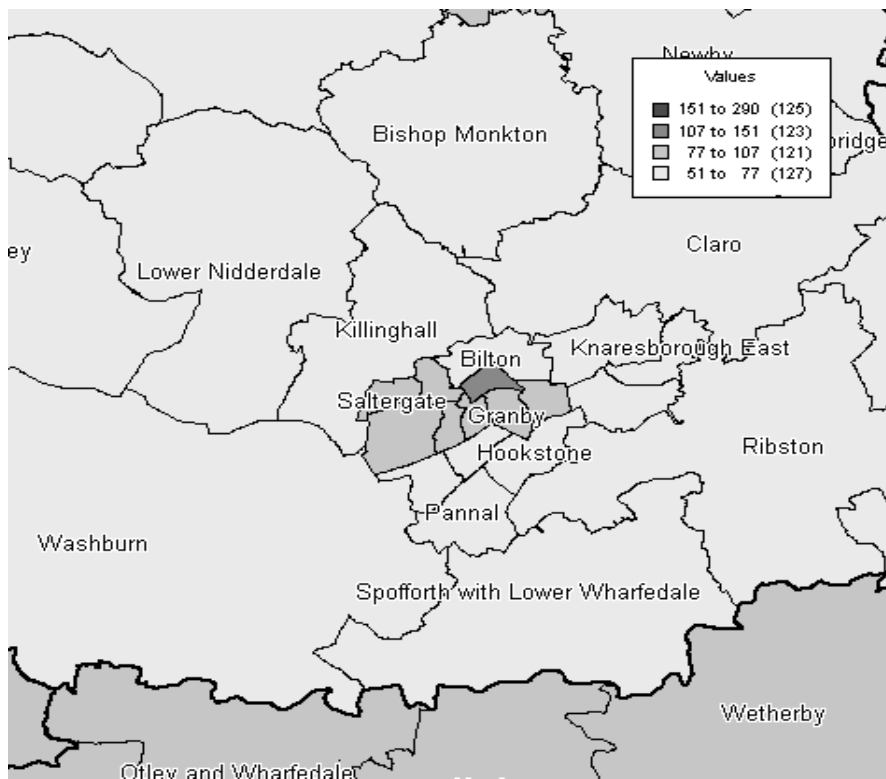 Newby
Values
151 to 290 (125)
107 to 151 (123)
77 to 107 (121)
51 to 77 (127)
Bishop Monkton
bridge
ey
Claro
Lower Nidderdale
Killinghall
Knaresborough East
Bilton
Saltergate
Granby
Ribston
Hookstone
Pannal
Washburn
Spofforth with Lower Wharfedale
Wetherby
Otley and Wharfedale